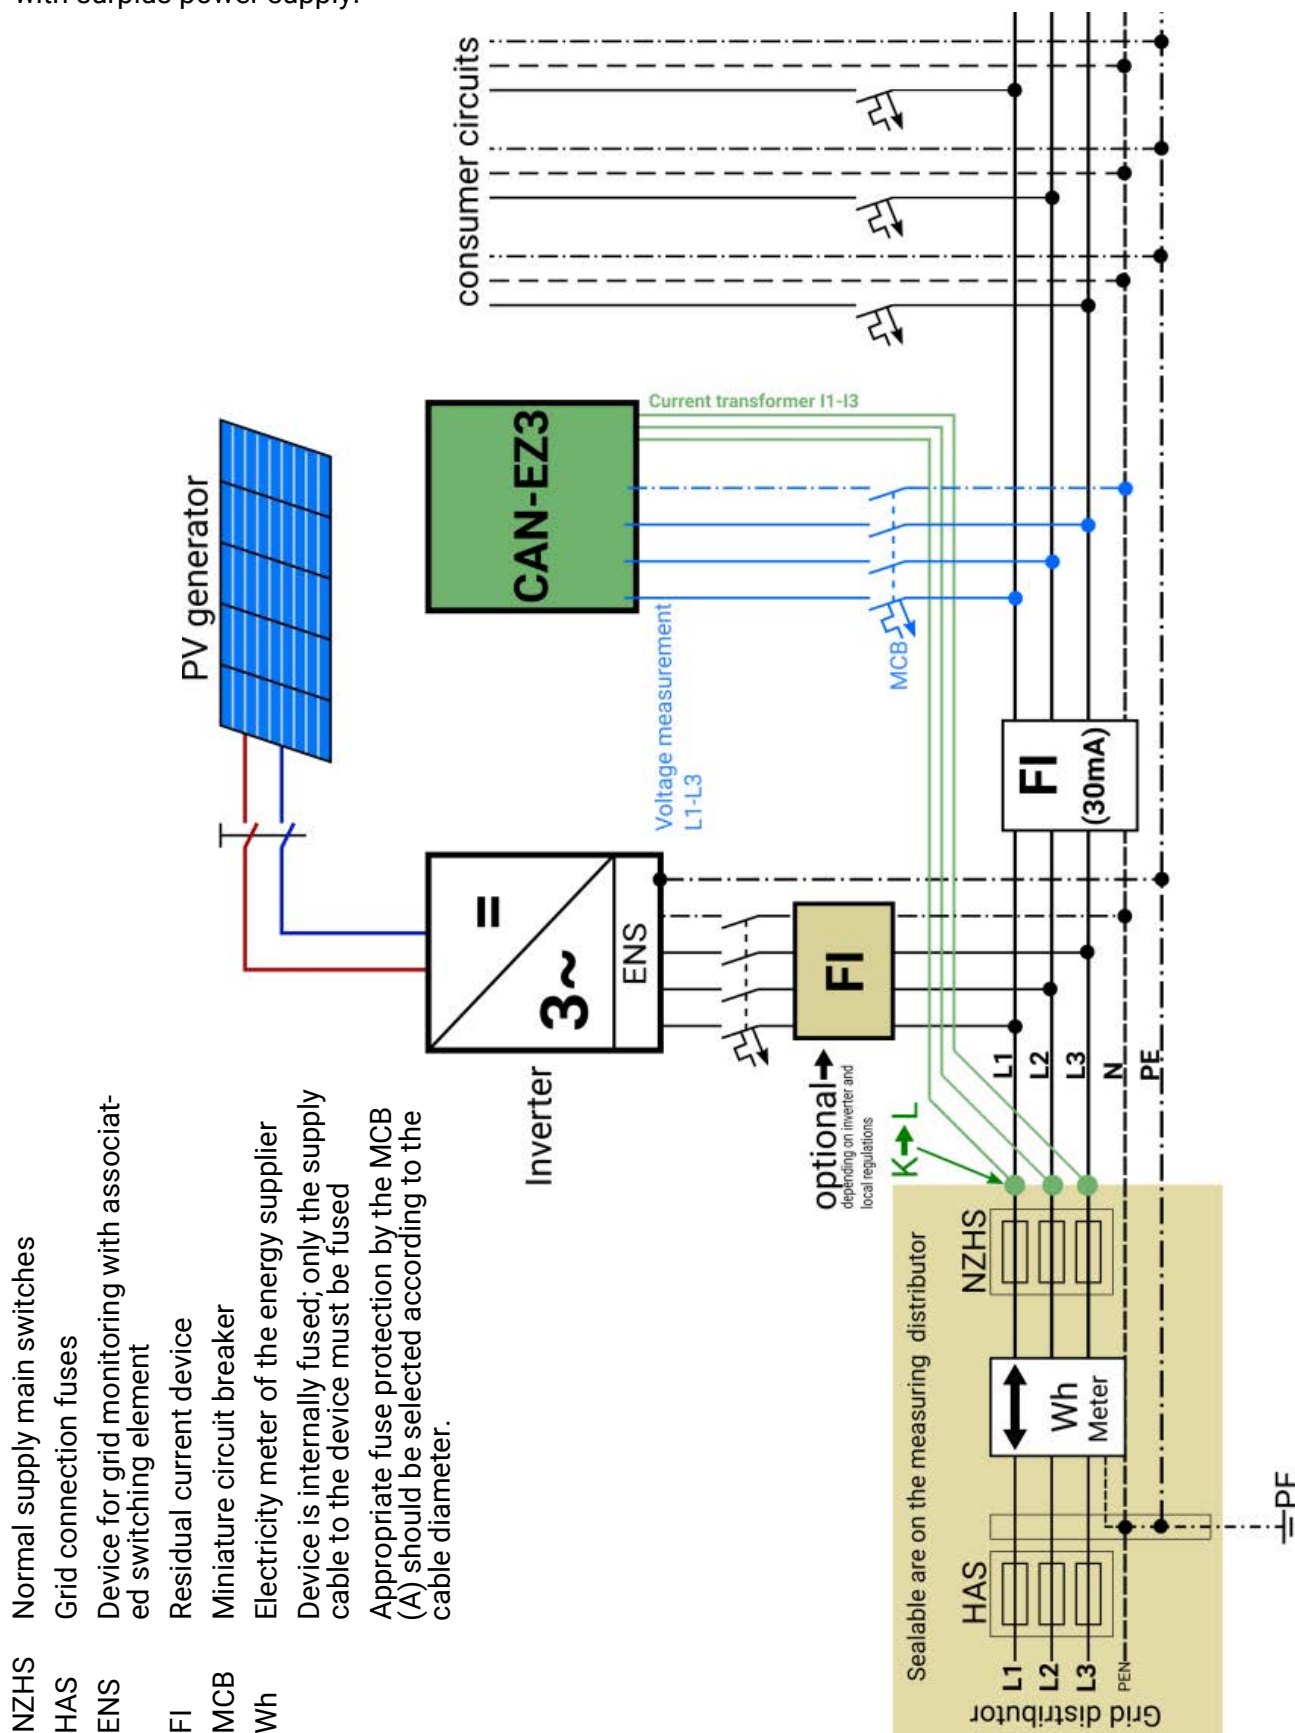 with surplus power supply.
NZHS Normal supply main switches
HAS Grid connection fuses
ENS Device for grid monitoring with associat-
ed switching element
FI Residual current device
MCB Miniature circuit breaker
Wh Electricity meter of the energy supplier
Device is internally fused; only the supply
cable to the device must be fused
Appropriate fuse protection by the MCB
(A) should be selected according to the
cable diameter.
PV generator
consumer circuits
CAN-EZ3
Current transformer I1-I3
Voltage measurement
L1-L3
MCB
Inverter
=
3~
ENS
FI
optional
depending on inverter and
local regulations
FI
(30mA)
K→L
L1
L2
L3
N
PE
Sealable are on the measuring distributor
NZHS
Wh
Meter
HAS
L1
L2
L3
PEN
Grid distributor
PE